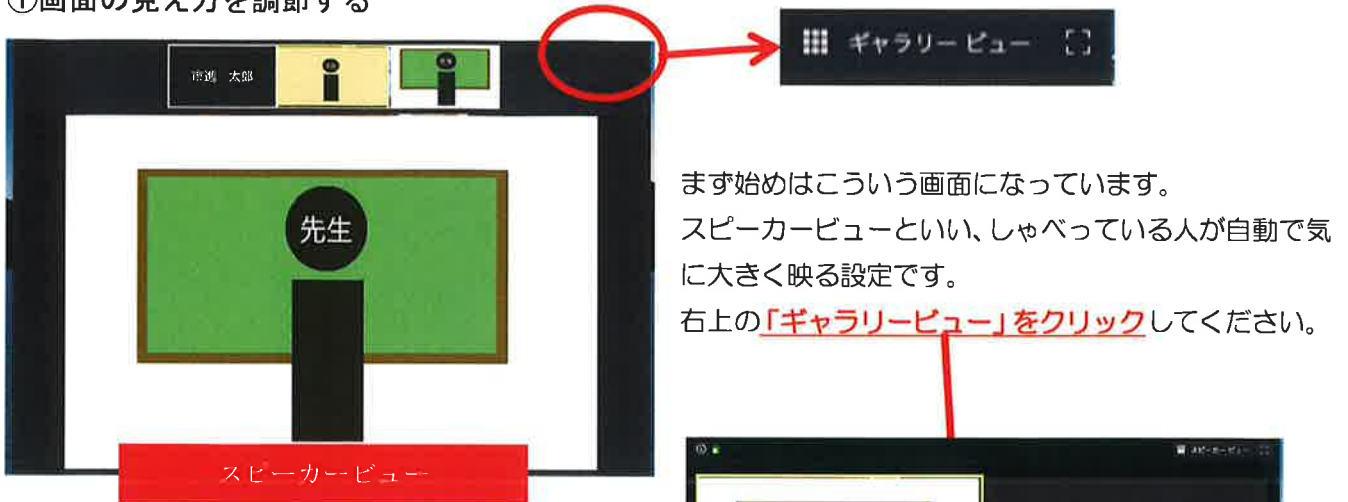 ①画面の見え方を調節する
ギャラリー ビュー
太郎
先生
スピーカービュー
まず始めはこういう画面になっています。
スピーカービューといい、しゃべっている人が自動で気
に大きく映る設定です。
右上の「ギャラリービュー」をクリックしてください。
スピーカービュー